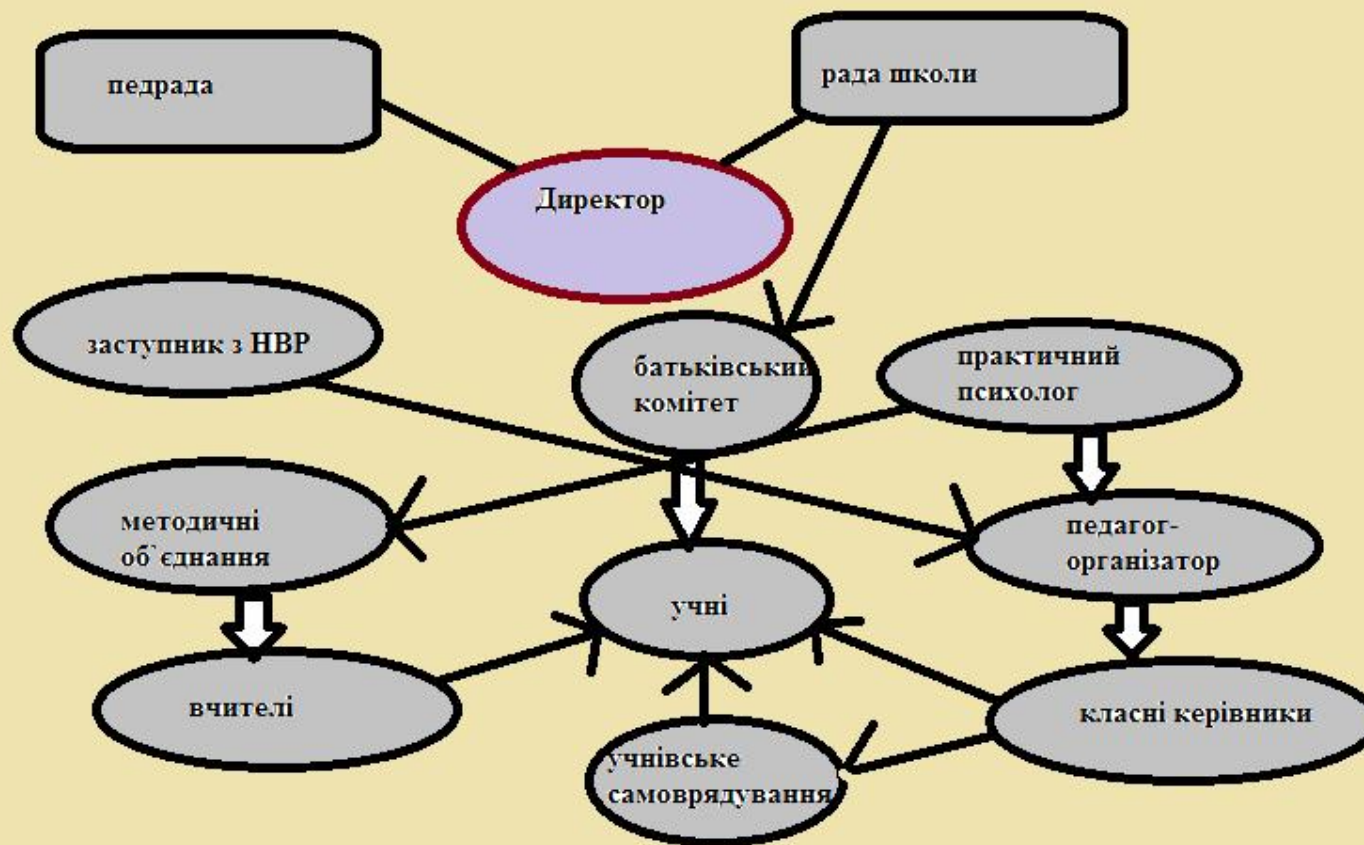 педрада
рада школи
Директор
заступник з НВР
батьківський
комітет
практичний
психолог
методичні
об`єднання
педагог-
організатор
учні
вчителі
класні керівники
учнівське
самоврядування